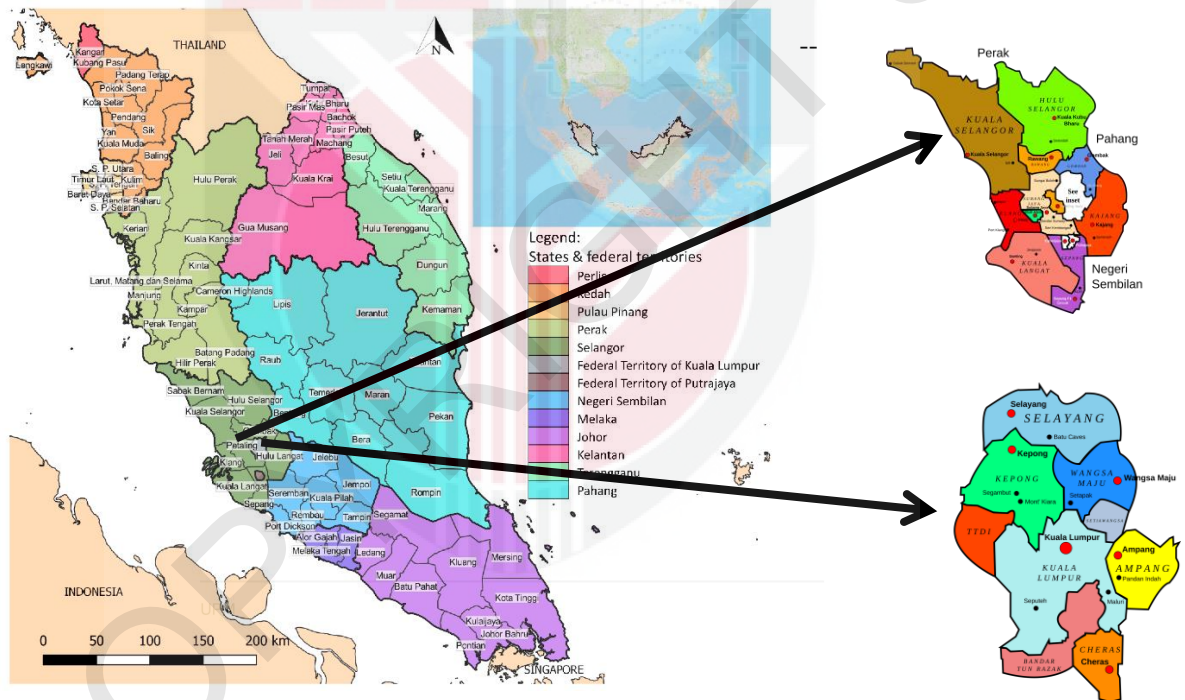 THAILAND
N
Langkawi
Kangar
Kubang Pasu
Padang Terap
Pokok Sena
Kota Setar
Pendang
Yan
Sik
Kuala Muda
Baling
S. P. Utara
Timur Laut
Kulim
Barat Daya
Bandar Baharu
S. P. Selatan
Kerian
Hulu Perak
Kuala Kangsar
Kinta
Larut, Matang dan Selama
Manjung
Cameron Highlands
Kampar
Perak Tengah
Batang Padang
Hilir Perak
Tumpat
Pasir Mas
Bharu
Bachok
Pasir Puteh
Tanah Merah
Machang
Jeli
Besut
Kuala Krai
Setiu
Kuala Terengganu
Marang
Gua Musang
Hulu Terengganu
Dungun
Kemaman
Lipis
Jerantut
Raub
Maran
Pekan
Bera
Rompin
Sabak Bernam
Hulu Selangor
Kuala Selangor
Petaling
Klang
Hulu Langat
Kuala Langat
Sepang
Jelebu
Jempol
Seremban
Kuala Pilah
Rembau
Tampin
Port Dickson
Alor Gajah
Jasin
Melaka Tengah
Segamat
Ledang
Muar
Batu Pahat
Kluang
Mersing
Kota Tinggi
Kulaijaya
Johor Bahru
Pontian
SINGAPORE
INDONESIA
0 50 100 150 200 km
Legend:
States & federal territories
Perlis
Kedah
Pulau Pinang
Perak
Selangor
Federal Territory of Kuala Lumpur
Federal Territory of Putrajaya
Negeri Sembilan
Melaka
Johor
Kelantan
Terengganu
Pahang
--
Perak
HULU
SELANGOR
Kuala Kubu
Bharu
KUALA
SELANGOR
Kuala Selangor
Pahang
Rawang
Gombak
See
inset
KAJANG
Kajang
KUALA
LANGAT
Negeri
Sembilan
Selayang
SELAYANG
Batu Caves
Kepong
KEPONG
WANGSA
MAJU
Wangsa Maju
Segambut
Mont' Kiara
Setapak
SETIAWANGSA
TTDI
Kuala Lumpur
KUALA
LUMPUR
Ampang
AMPANG
Pandan Indah
Seputeh
Maluri
BANDAR
TUN RAZAK
CHERAS
Cheras
COPYRIGHT
UPM